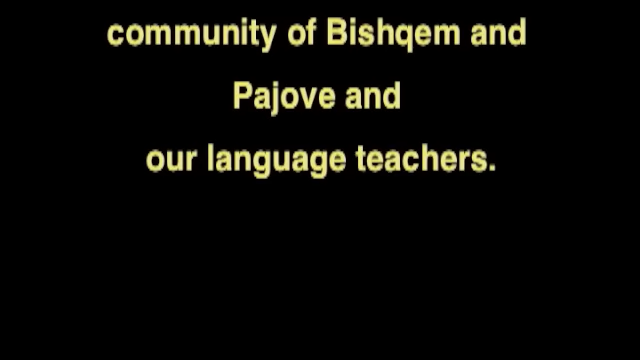 community of Bishqem and
Pajove and
our language teachers.